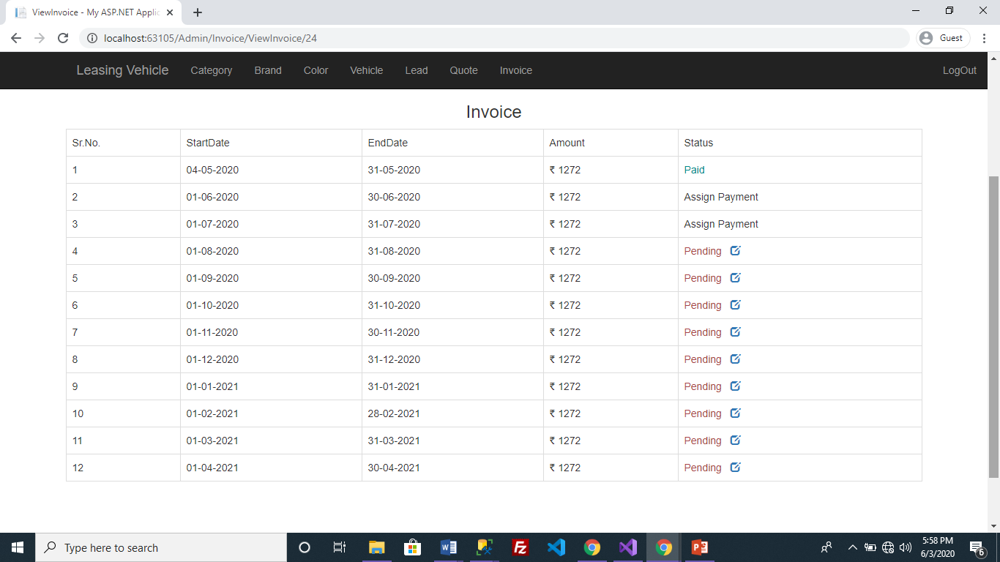 ViewInvoice - My ASP.NET Applic
localhost:63105/Admin/Invoice/ViewInvoice/24
Guest
Leasing Vehicle Category Brand Color Vehicle Lead Quote Invoice LogOut
Invoice
Sr.No. StartDate EndDate Amount Status
1 04-05-2020 31-05-2020 ₹ 1272 Paid
2 01-06-2020 30-06-2020 ₹ 1272 Assign Payment
3 01-07-2020 31-07-2020 ₹ 1272 Assign Payment
4 01-08-2020 31-08-2020 ₹ 1272 Pending
5 01-09-2020 30-09-2020 ₹ 1272 Pending
6 01-10-2020 31-10-2020 ₹ 1272 Pending
7 01-11-2020 30-11-2020 ₹ 1272 Pending
8 01-12-2020 31-12-2020 ₹ 1272 Pending
9 01-01-2021 31-01-2021 ₹ 1272 Pending
10 01-02-2021 28-02-2021 ₹ 1272 Pending
11 01-03-2021 31-03-2021 ₹ 1272 Pending
12 01-04-2021 30-04-2021 ₹ 1272 Pending
Type here to search
5:58 PM
6/3/2020
6